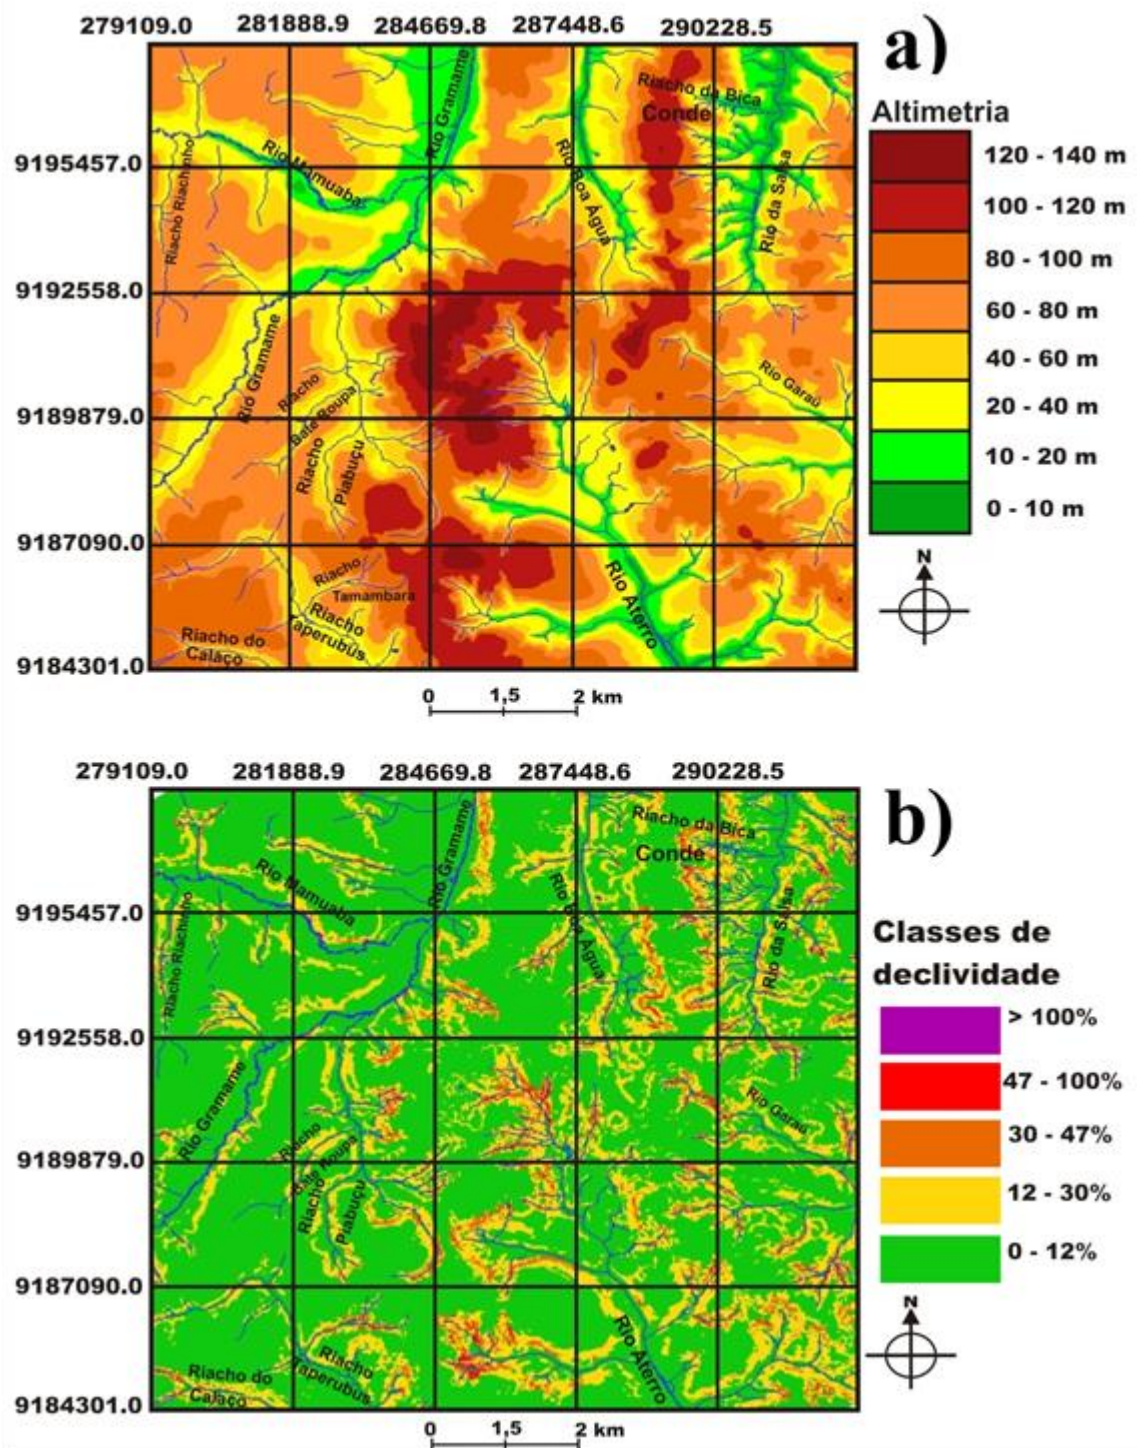 279109.0 281888.9 284669.8 287448.6 290228.5
a)
Altimetria
120 - 140 m
100 - 120 m
80 - 100 m
60 - 80 m
40 - 60 m
20 - 40 m
10 - 20 m
0 - 10 m
N
9195457.0
9192558.0
9189879.0
9187090.0
9184301.0
Rio Gramame
Riacho da Bica
Conde
Rio Mamuaba
Riacho Riachinho
Rio Boa Água
Rio da Salsa
Rio Gramame
Riacho
Bate Roupa
Riacho
Piabuçu
Rio Garaú
Riacho
Tamambara
Riacho
Taperubus
Riacho do
Calaço
Rio Aterro
0 1,5 2 km
279109.0 281888.9 284669.8 287448.6 290228.5
b)
Classes de
declividade
> 100%
47 - 100%
30 - 47%
12 - 30%
0 - 12%
N
9195457.0
9192558.0
9189879.0
9187090.0
9184301.0
Rio Gramame
Riacho da Bica
Conde
Rio Mamuaba
Riacho Riachinho
Rio Boa Água
Rio da Salsa
Rio Gramame
Riacho
Bate Roupa
Riacho
Piabuçu
Rio Garaú
Riacho
Taperubus
Riacho do
Calaço
Rio Aterro
0 1,5 2 km